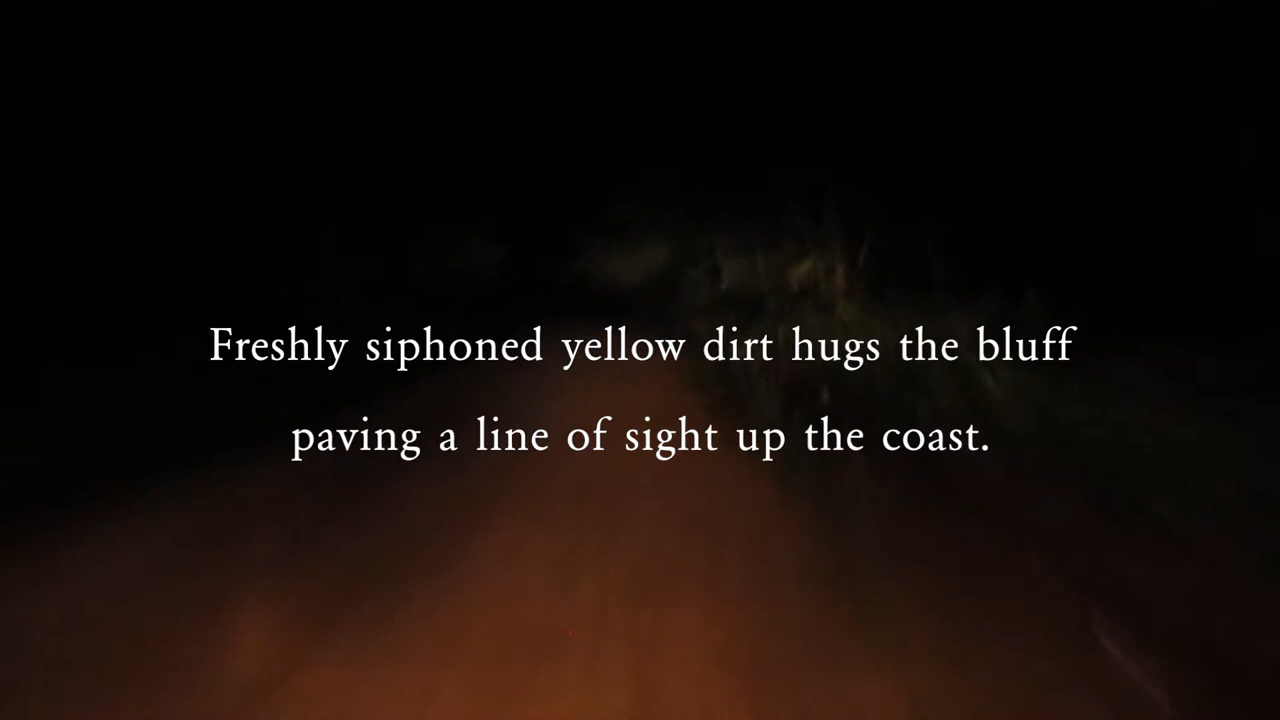 Freshly siphoned yellow dirt hugs the bluff
paving a line of sight up the coast.